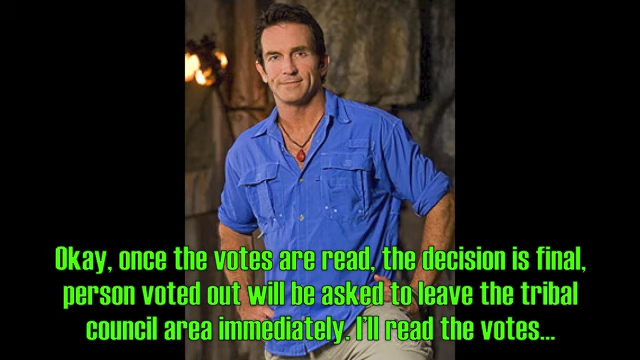 Okay, once the votes are read, the decision is final,
person voted out will be asked to leave the tribal
council area immediately. I'll read the votes...